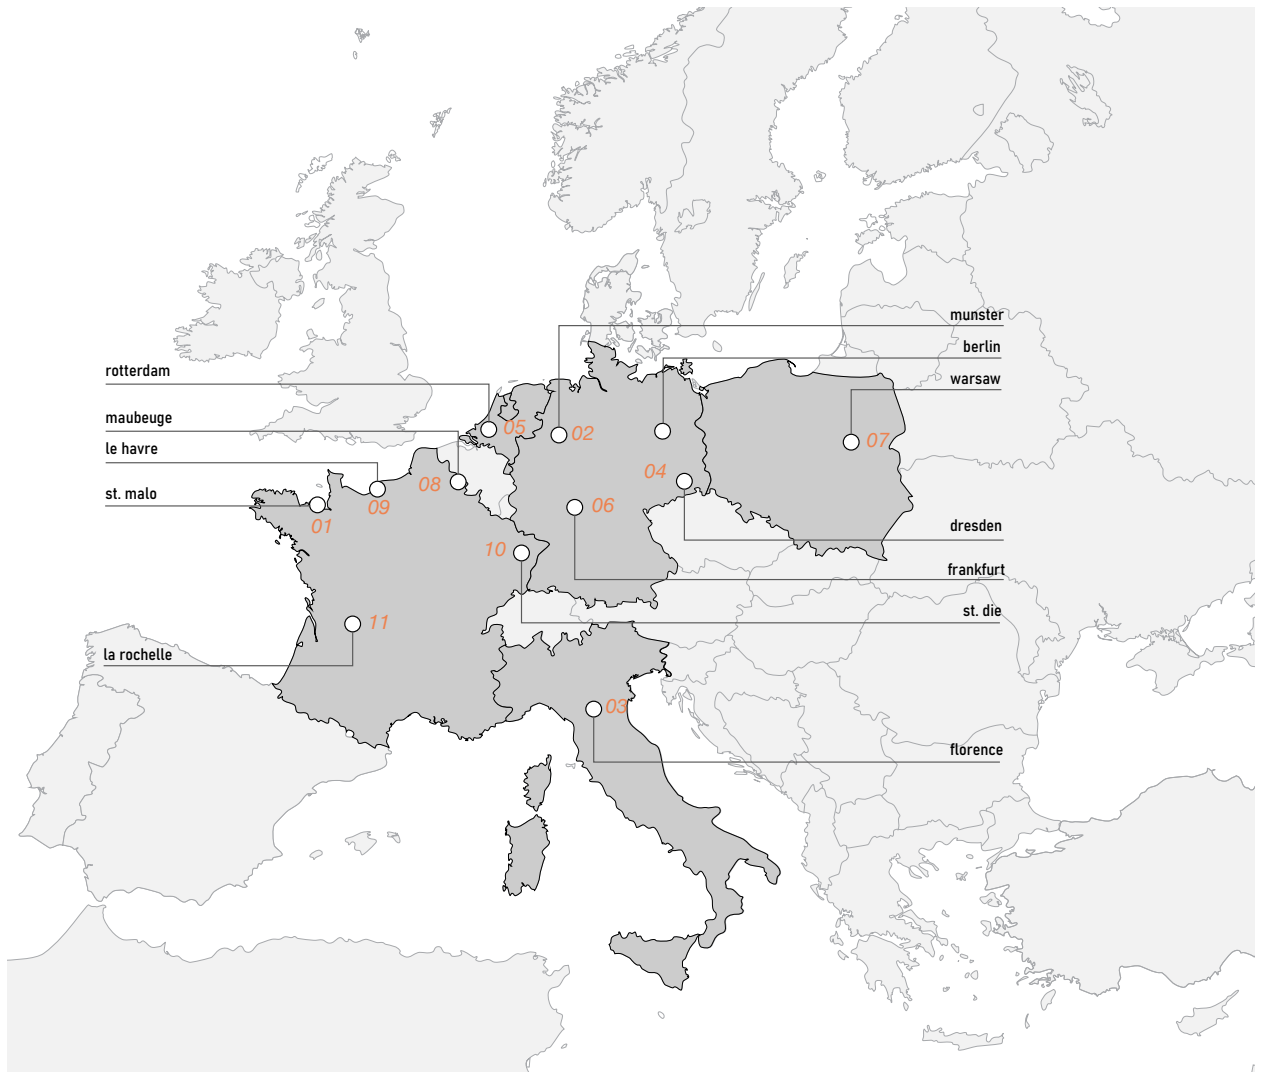 munster
berlin
rotterdam
warsaw
maubeuge
05
02
07
le havre
04
08
st. malo
09
06
01
dresden
10
frankfurt
st. die
11
la rochelle
03
florence